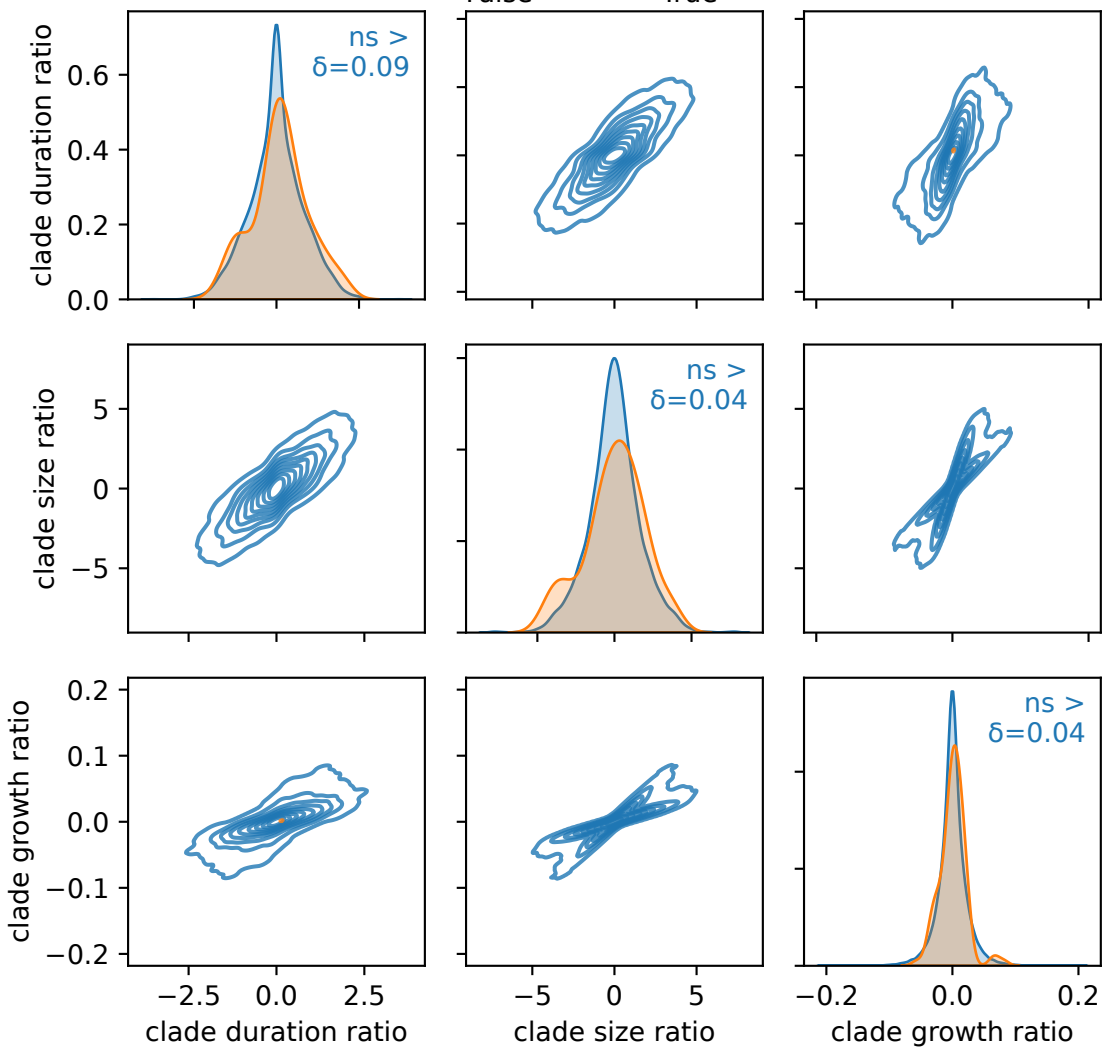 False True
clade duration ratio
0.6
0.4
0.2
0.0
ns >
δ=0.09
clade size ratio
5
0
−5
ns >
δ=0.04
clade growth ratio
0.2
0.1
0.0
−0.1
−0.2
ns >
δ=0.04
−2.5 0.0 2.5
−5 0 5
−0.2 0.0 0.2
clade duration ratio
clade size ratio
clade growth ratio